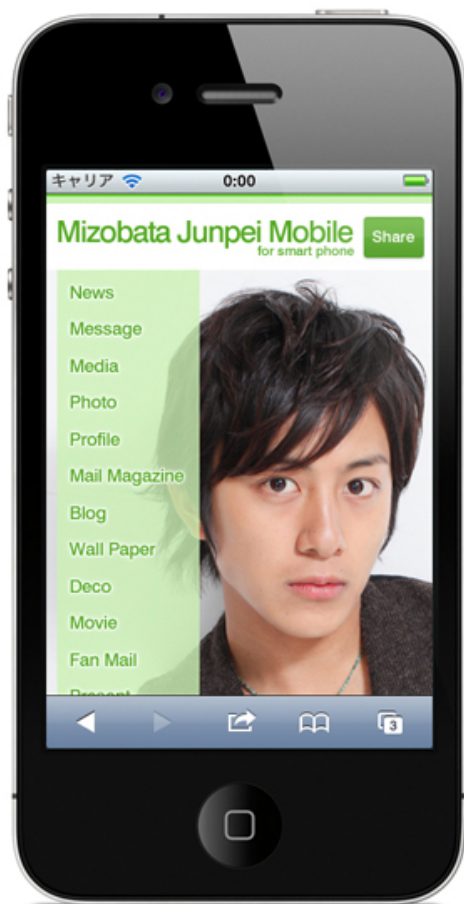 キャリア 0:00
Mizobata Junpei Mobile
for smart phone
Share
News
Message
Media
Photo
Profile
Mail Magazine
Blog
Wall Paper
Deco
Movie
Fan Mail
Present
3